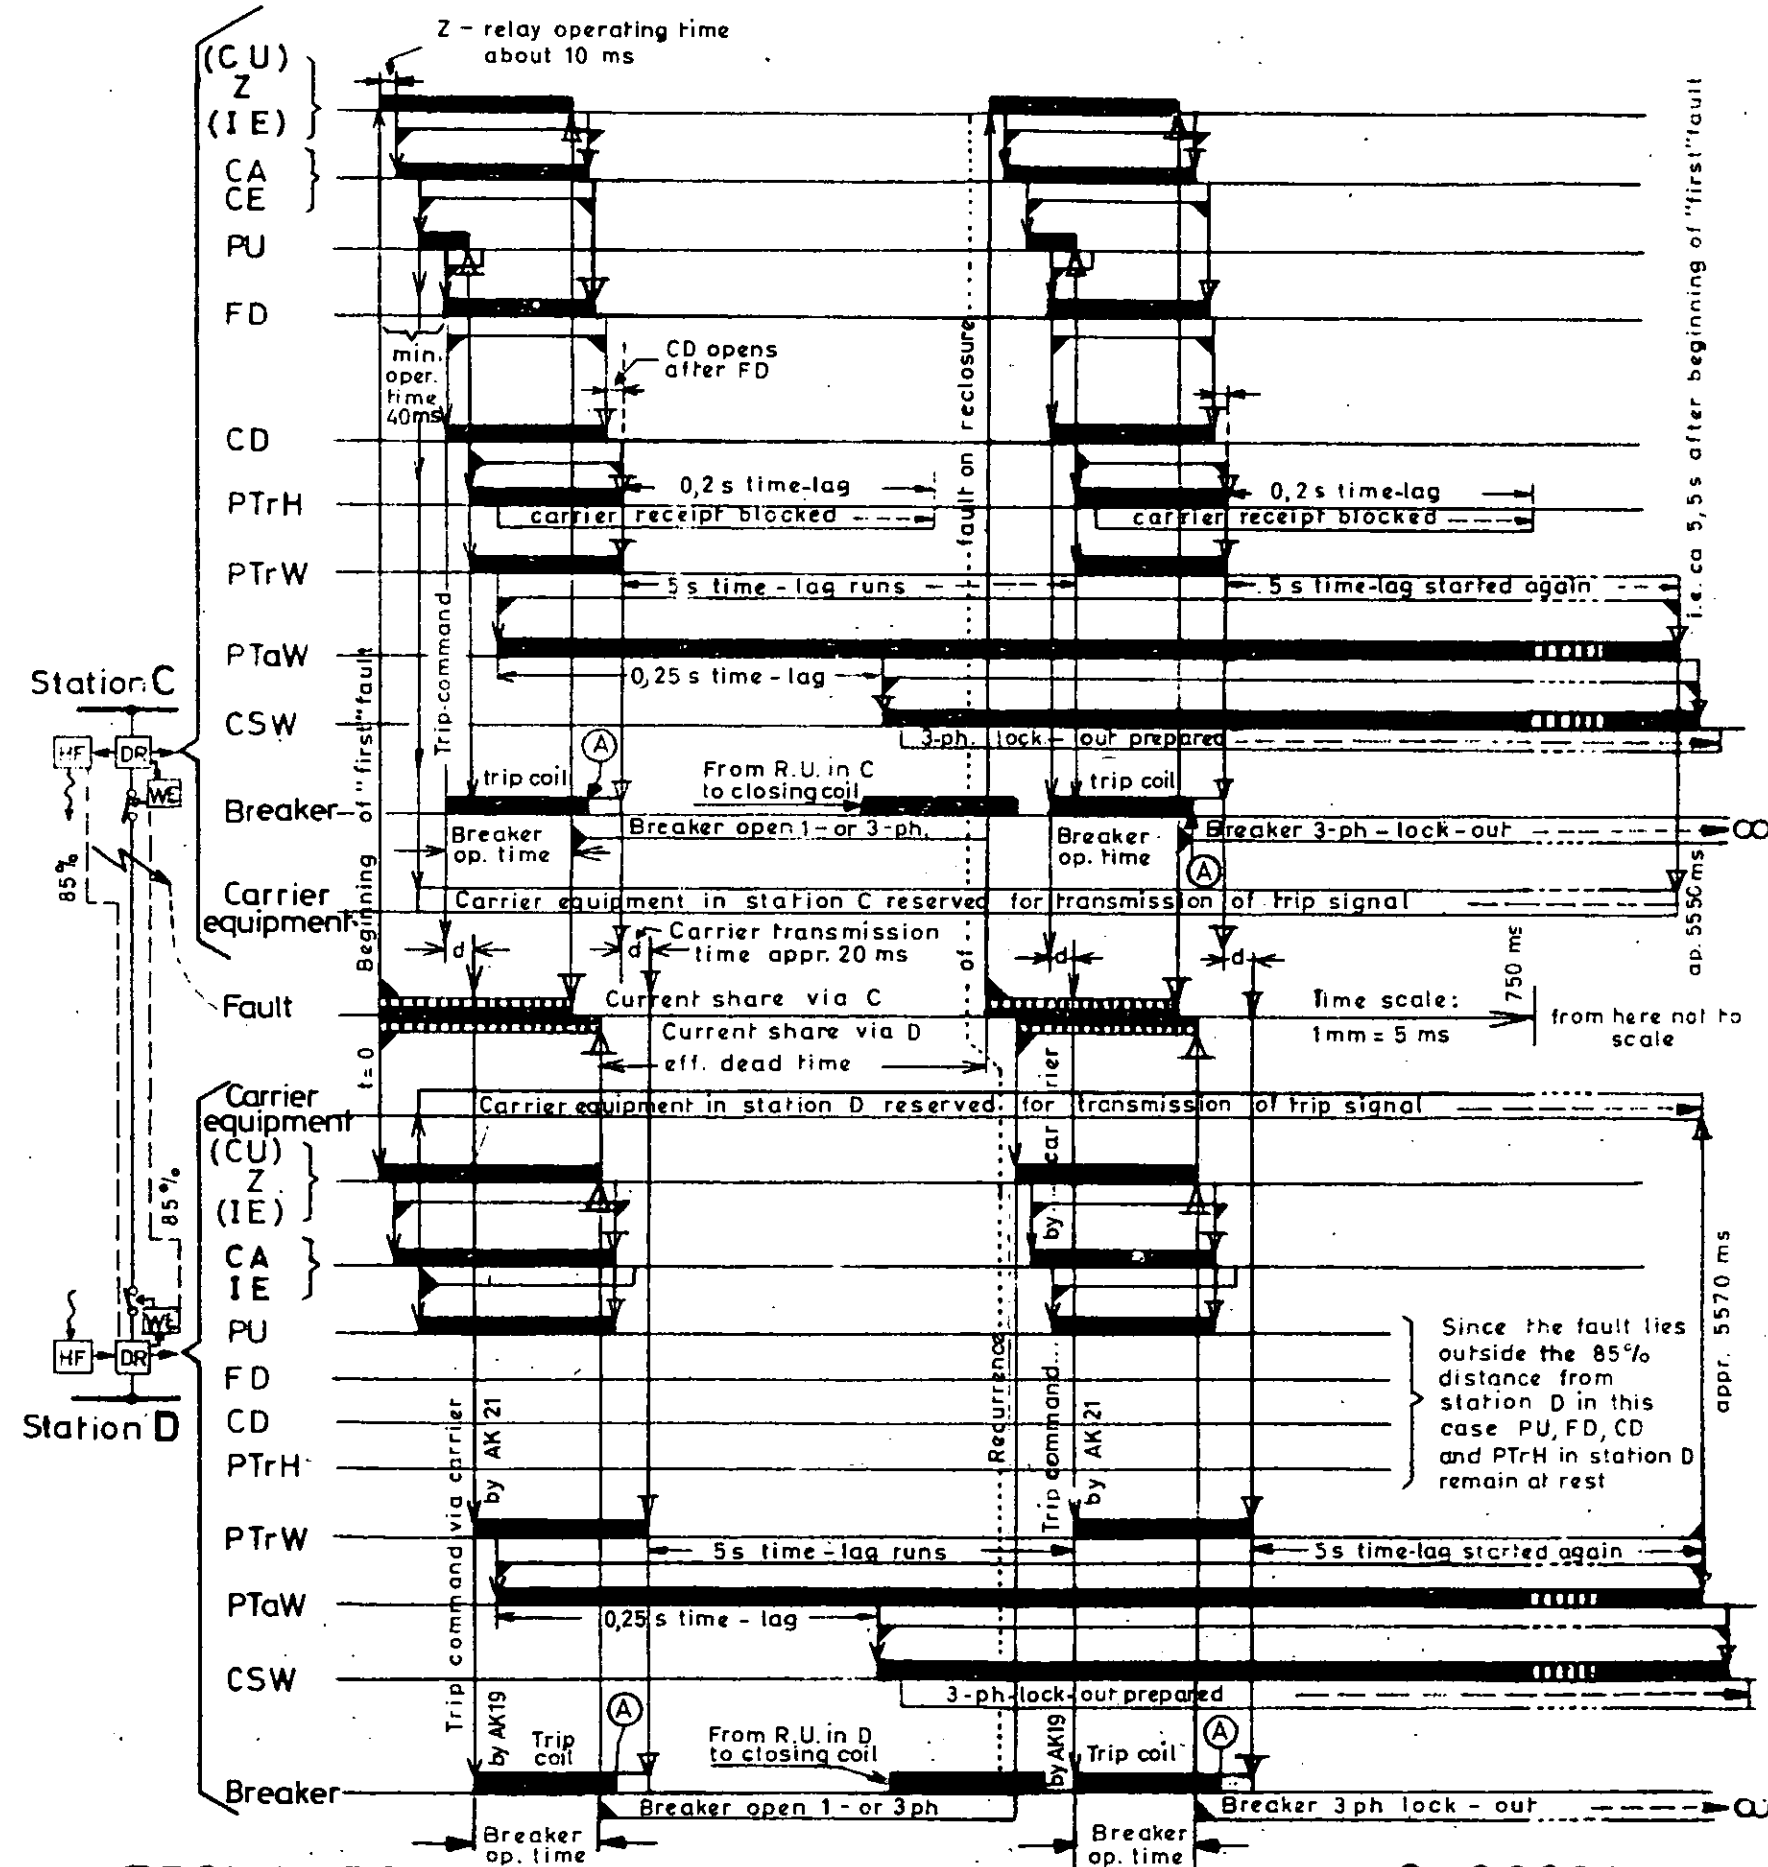 Z - relay operating time
about 10 ms
(CU)
Z
(IE)
CA
CE
PU
FD
min.
oper.
time
40ms
CD opens
after FD
CD
PTrH
0,2 s time-lag
carrier receipt blocked
0,2 s time-lag
carrier receipt blocked
PTrW
5 s time - lag runs
5 s time-lag started again
PTaW
0,25 s time - lag
CSW
3-ph. lock - out prepared
Trip-command
fault on reclosure
i.e. ca 5,5 s after beginning of "first" fault
Station C
HF
DR
WE
85%
85%
Beginning of "first" fault
t=0
Breaker
trip coil
A
From R.U. in C
to closing coil
trip coil
Breaker
op. time
Breaker open 1- or 3-ph.
Breaker
op. time
Breaker 3-ph - lock-out
∞
A
Carrier
equipment
Carrier equipment in station C reserved for transmission of trip signal
ap. 5550 ms
d
d
Carrier transmission
time appr. 20 ms
d
d
750 ms
of
Fault
Current share via C
Current share via D
eff. dead time
Time scale:
1mm = 5 ms
from here not to
scale
Carrier
equipment
Carrier equipment in station D reserved for transmission of trip signal
(CU)
Z
(IE)
CA
IE
PU
FD
CD
PTrH
Since the fault lies
outside the 85%
distance from
station D in this
case PU, FD, CD
and PTrH in station D
remain at rest
appr. 5570 ms
WE
HF
DR
Station D
Trip command via carrier
by AK 21
by AK19
Recurrence
Trip command... by carrier
by AK21
by AK19
PTrW
5s time - lag runs
5s time-lag started again
PTaW
0,25 s time - lag
CSW
3-ph-lock-out prepared
Trip
coil
A
From R.U. in D
to closing coil
Trip coil
A
Breaker
Breaker open 1 - or 3 ph
Breaker 3 ph lock - out
Breaker
op. time
Breaker
op. time